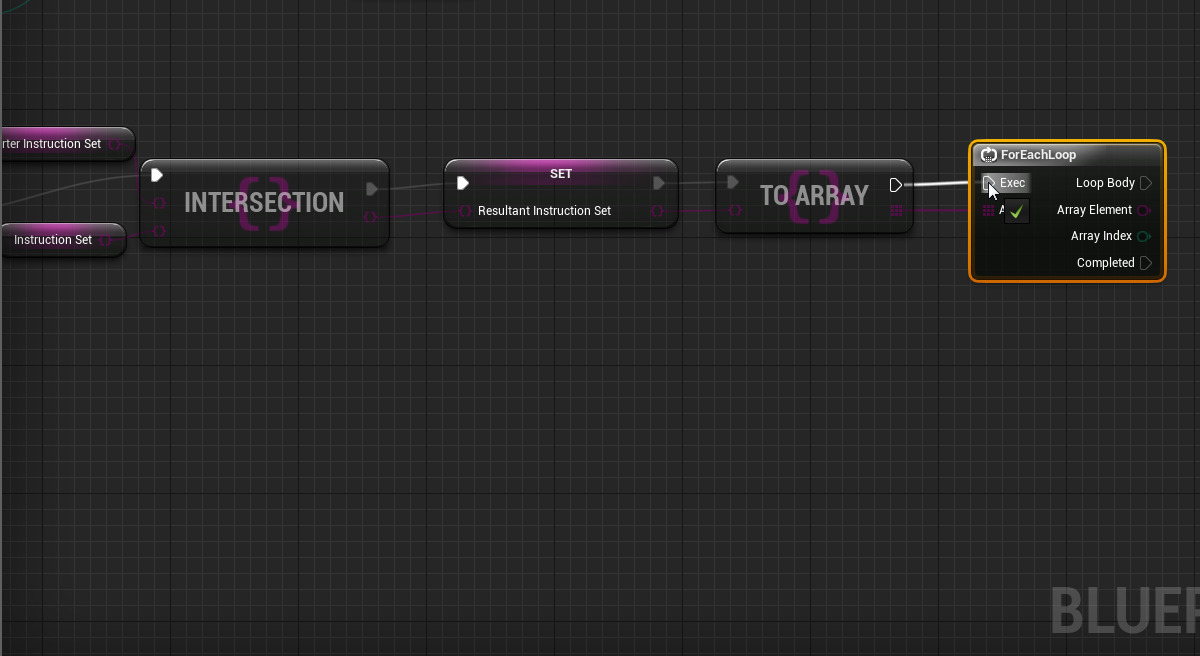 rter Instruction Set
Instruction Set
INTERSECTION
SET
Resultant Instruction Set
TO ARRAY
ForEachLoop
Exec
Loop Body
A
Array Element
Array Index
Completed
BLUEP